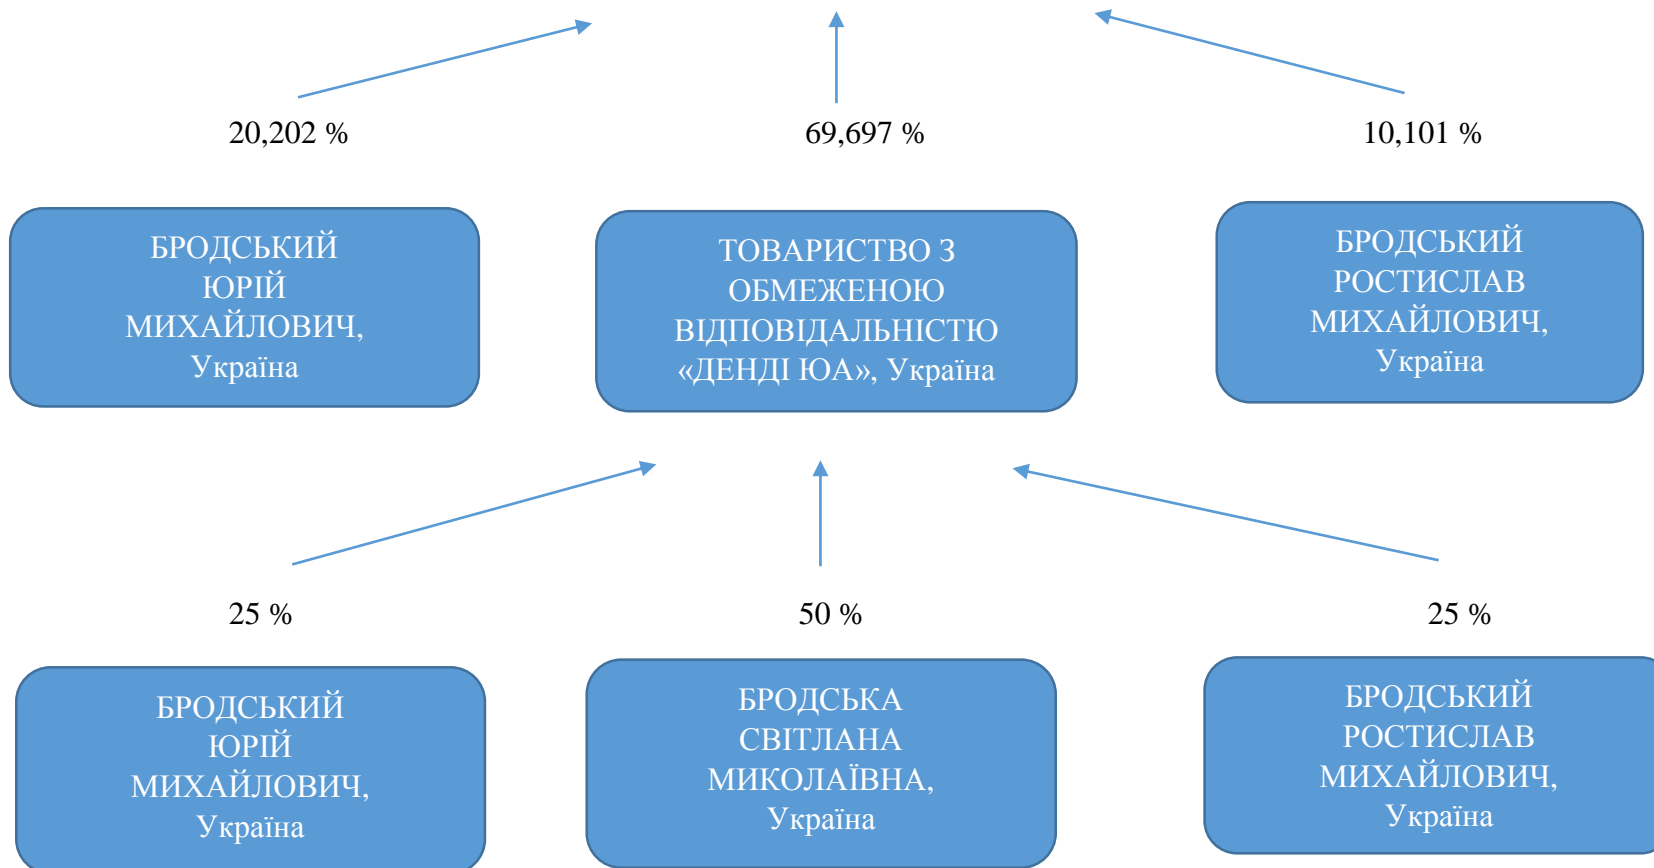 20,202 %
69,697 %
10,101 %
БРОДСЬКИЙ
ЮРІЙ
МИХАЙЛОВИЧ,
Україна
ТОВАРИСТВО З
ОБМЕЖЕНОЮ
ВІДПОВІДАЛЬНІСТЮ
«ДЕНДІ ЮА», Україна
БРОДСЬКИЙ
РОСТИСЛАВ
МИХАЙЛОВИЧ,
Україна
25 %
50 %
25 %
БРОДСЬКИЙ
ЮРІЙ
МИХАЙЛОВИЧ,
Україна
БРОДСЬКА
СВІТЛАНА
МИКОЛАЇВНА,
Україна
БРОДСЬКИЙ
РОСТИСЛАВ
МИХАЙЛОВИЧ,
Україна